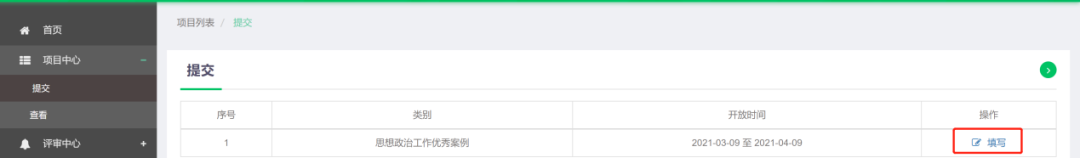 首页
项目中心 -
提交
查看
评审中心 +
项目列表 / 提交
提交
序号 类别 开放时间 操作
1 思想政治工作优秀案例 2021-03-09 至 2021-04-09 填写